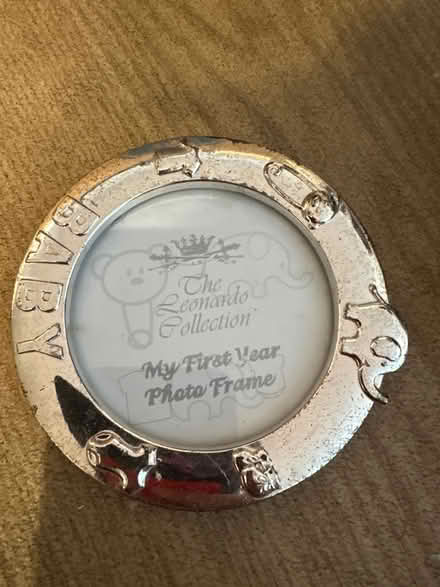 BABY
The
Leonardo
Collection
My First Year
Photo Frame